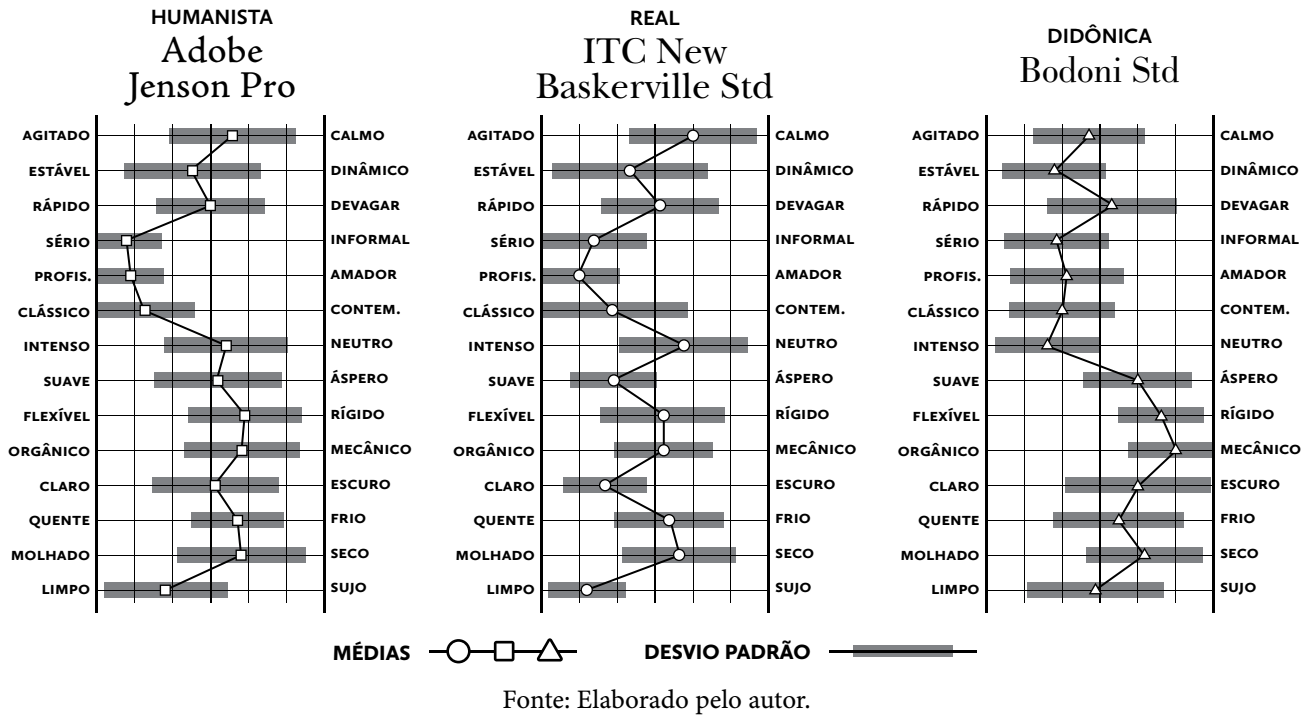 HUMANISTA
Adobe
Jenson Pro
AGITADO CALMO
ESTÁVEL DINÂMICO
RÁPIDO DEVAGAR
SÉRIO INFORMAL
PROFIS. AMADOR
CLÁSSICO CONTEM.
INTENSO NEUTRO
SUAVE ÁSPERO
FLEXÍVEL RÍGIDO
ORGÂNICO MECÂNICO
CLARO ESCURO
QUENTE FRIO
MOLHADO SECO
LIMPO SUJO
REAL
ITC New
Baskerville Std
AGITADO CALMO
ESTÁVEL DINÂMICO
RÁPIDO DEVAGAR
SÉRIO INFORMAL
PROFIS. AMADOR
CLÁSSICO CONTEM.
INTENSO NEUTRO
SUAVE ÁSPERO
FLEXÍVEL RÍGIDO
ORGÂNICO MECÂNICO
CLARO ESCURO
QUENTE FRIO
MOLHADO SECO
LIMPO SUJO
DIDÔNICA
Bodoni Std
AGITADO CALMO
ESTÁVEL DINÂMICO
RÁPIDO DEVAGAR
SÉRIO INFORMAL
PROFIS. AMADOR
CLÁSSICO CONTEM.
INTENSO NEUTRO
SUAVE ÁSPERO
FLEXÍVEL RÍGIDO
ORGÂNICO MECÂNICO
CLARO ESCURO
QUENTE FRIO
MOLHADO SECO
LIMPO SUJO
MÉDIAS DESVIO PADRÃO
Fonte: Elaborado pelo autor.